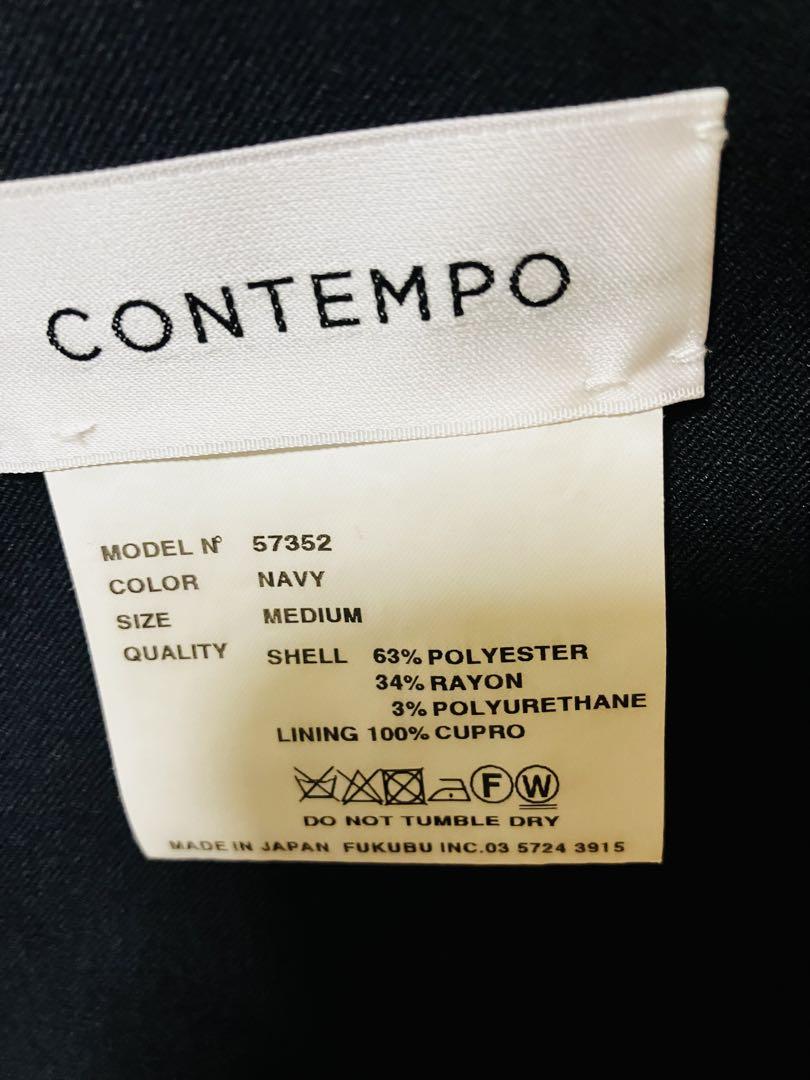 CONTEMPO
MODEL Nº 57352
COLOR NAVY
SIZE MEDIUM
QUALITY SHELL 63% POLYESTER
34% RAYON
3% POLYURETHANE
LINING 100% CUPRO
F W
DO NOT TUMBLE DRY
MADE IN JAPAN FUKUBU INC.03 5724 3915